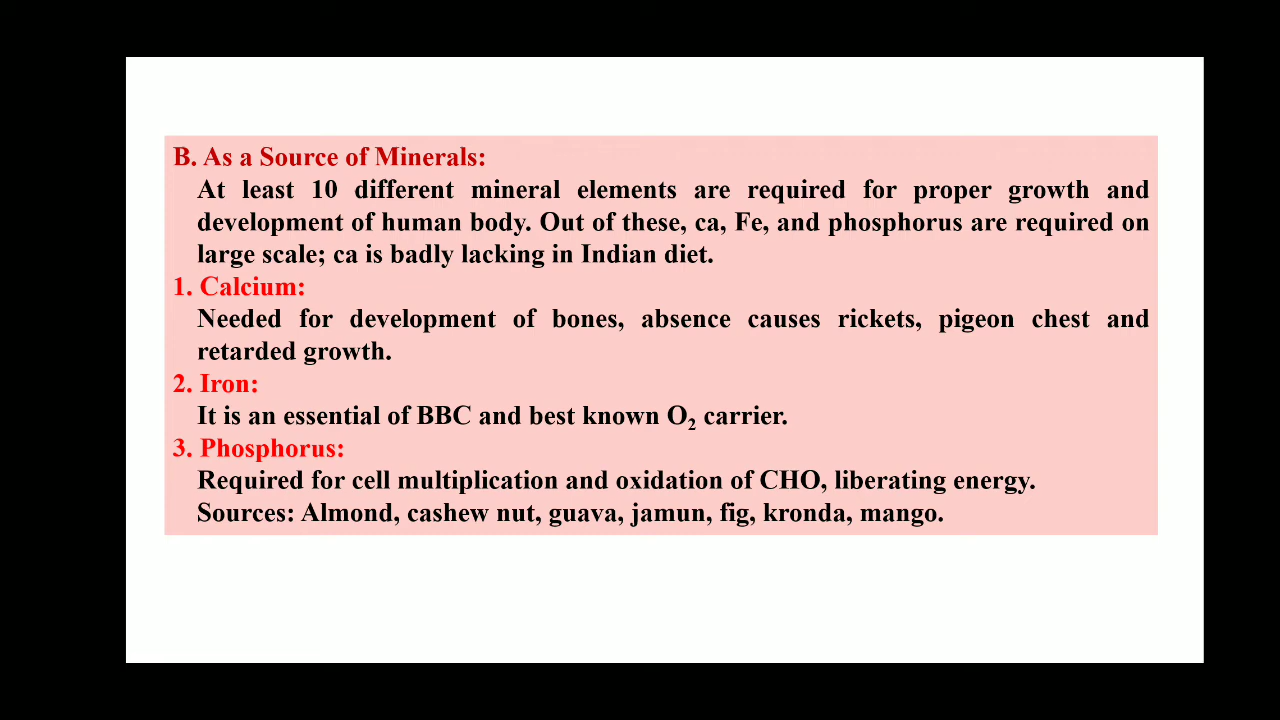 B. As a Source of Minerals:
At least 10 different mineral elements are required for proper growth and
development of human body. Out of these, ca, Fe, and phosphorus are required on
large scale; ca is badly lacking in Indian diet.
1. Calcium:
Needed for development of bones, absence causes rickets, pigeon chest and
retarded growth.
2. Iron:
It is an essential of BBC and best known O₂ carrier.
3. Phosphorus:
Required for cell multiplication and oxidation of CHO, liberating energy.
Sources: Almond, cashew nut, guava, jamun, fig, kronda, mango.